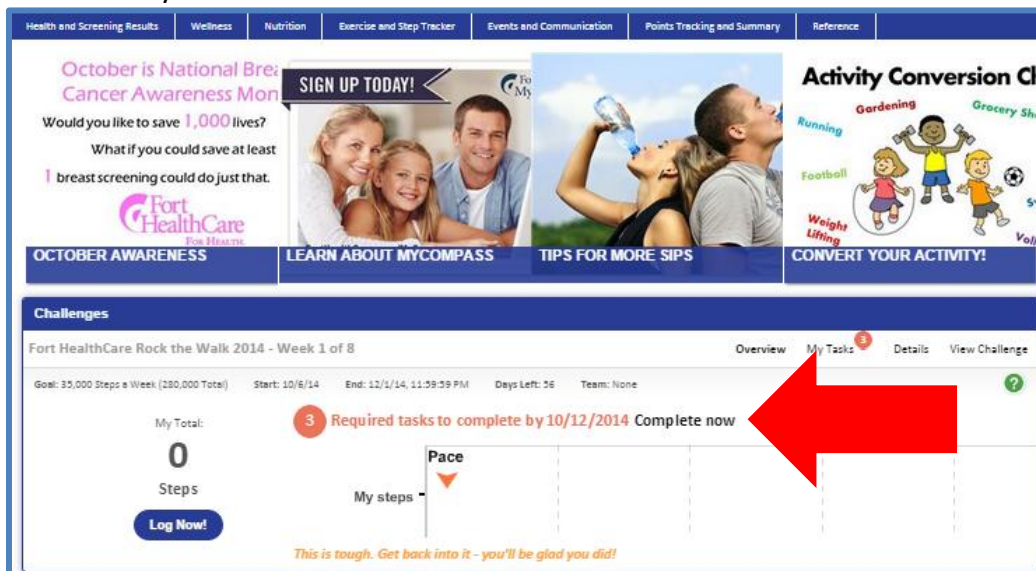 Health and Screening Results Wellness Nutrition Exercise and Step Tracker Events and Communication Points Tracking and Summary Reference
October is National
Cancer Awareness Mon
Would you like to save 1,000 lives?
What if you could save at least
1 breast screening could do just that.
Fort
HealthCare
FOR HEALTH
OCTOBER AWARENESS
SIGN UP TODAY!
LEARN ABOUT MYCOMPASS
TIPS FOR MORE SIPS
Activity Conversion
Gardening
Running
Football
Weight
Lifting
CONVERT YOUR ACTIVITY!
Challenges
Fort HealthCare Rock the Walk 2014 - Week 1 of 8
Overview My Tasks 3 Details View Challenge
Goal: 35,000 Steps a Week (280,000 Total) Start: 10/6/14 End: 12/1/14, 11:59:59 PM Days Left: 56 Team: None ?
My Total:
0
Steps
Log Now!
3 Required tasks to complete by 10/12/2014 Complete now
Pace
My steps
This is tough. Get back into it - you'll be glad you did!